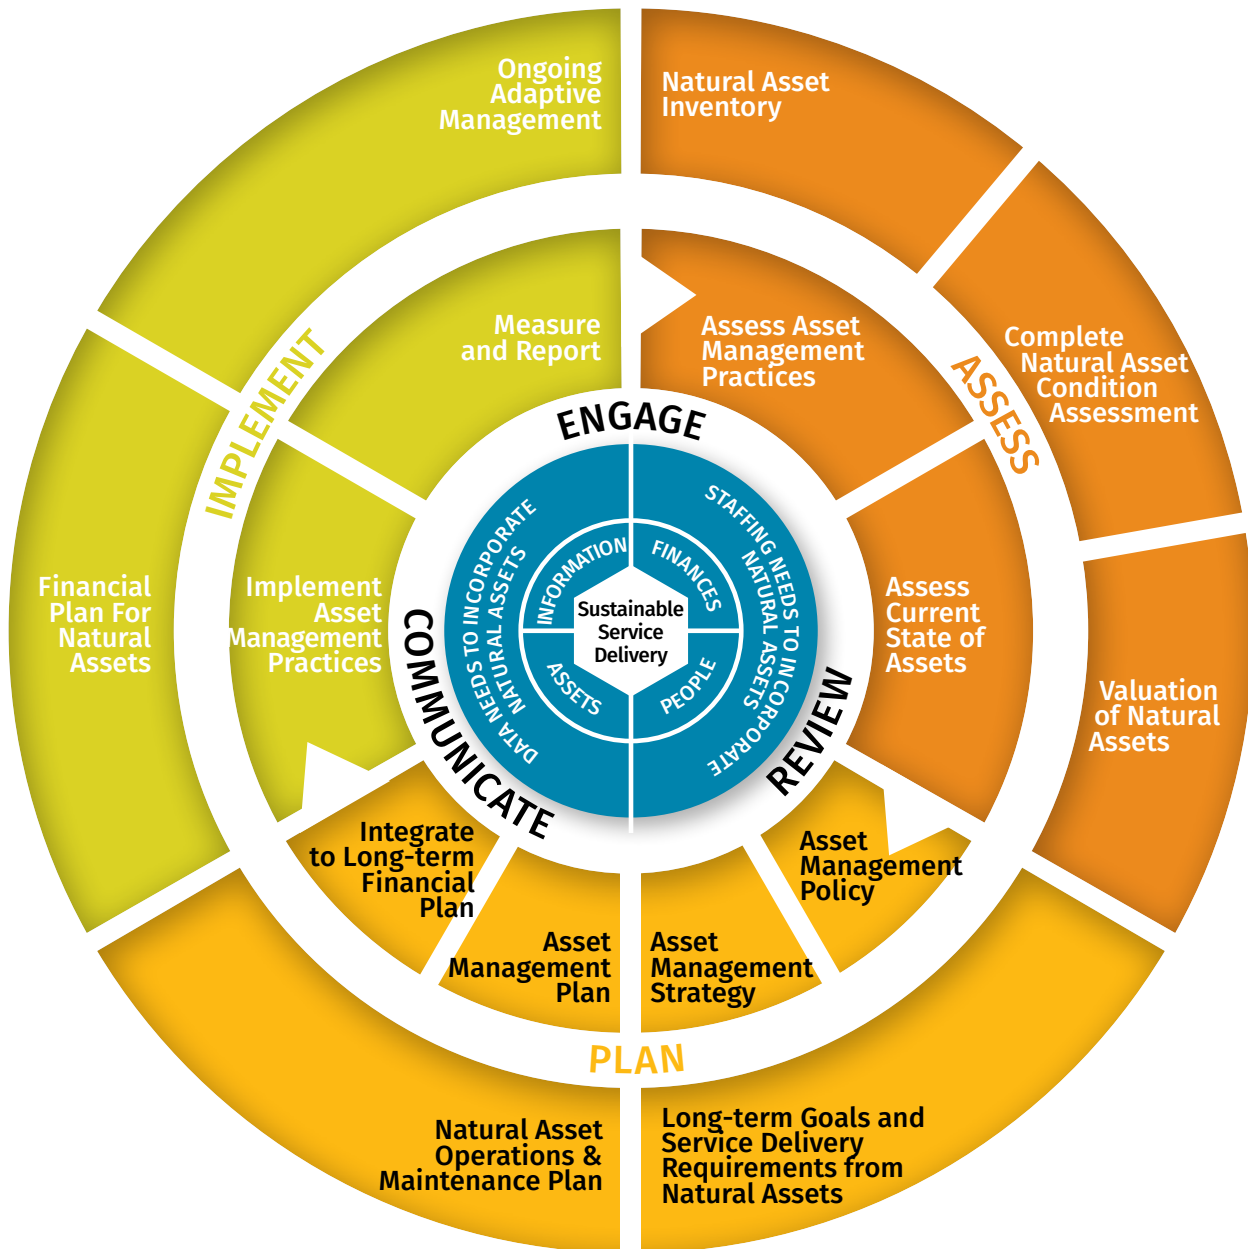 Ongoing
Adaptive
Management
Natural Asset
Inventory
Complete
Natural Asset
Condition
Assessment
Valuation
of Natural
Assets
Long-term Goals and
Service Delivery
Requirements from
Natural Assets
Natural Asset
Operations &
Maintenance Plan
Financial
Plan For
Natural
Assets
IMPLEMENT
ASSESS
PLAN
Measure
and Report
Assess Asset
Management
Practices
Assess
Current
State of
Assets
Asset
Management
Policy
Asset
Management
Strategy
Asset
Management
Plan
Integrate
to Long-term
Financial
Plan
Implement
Asset
Management
Practices
ENGAGE
REVIEW
COMMUNICATE
DATA NEEDS TO INCORPORATE
NATURAL ASSETS
STAFFING NEEDS TO INCORPORATE
NATURAL ASSETS
INFORMATION
FINANCES
ASSETS
PEOPLE
Sustainable
Service
Delivery